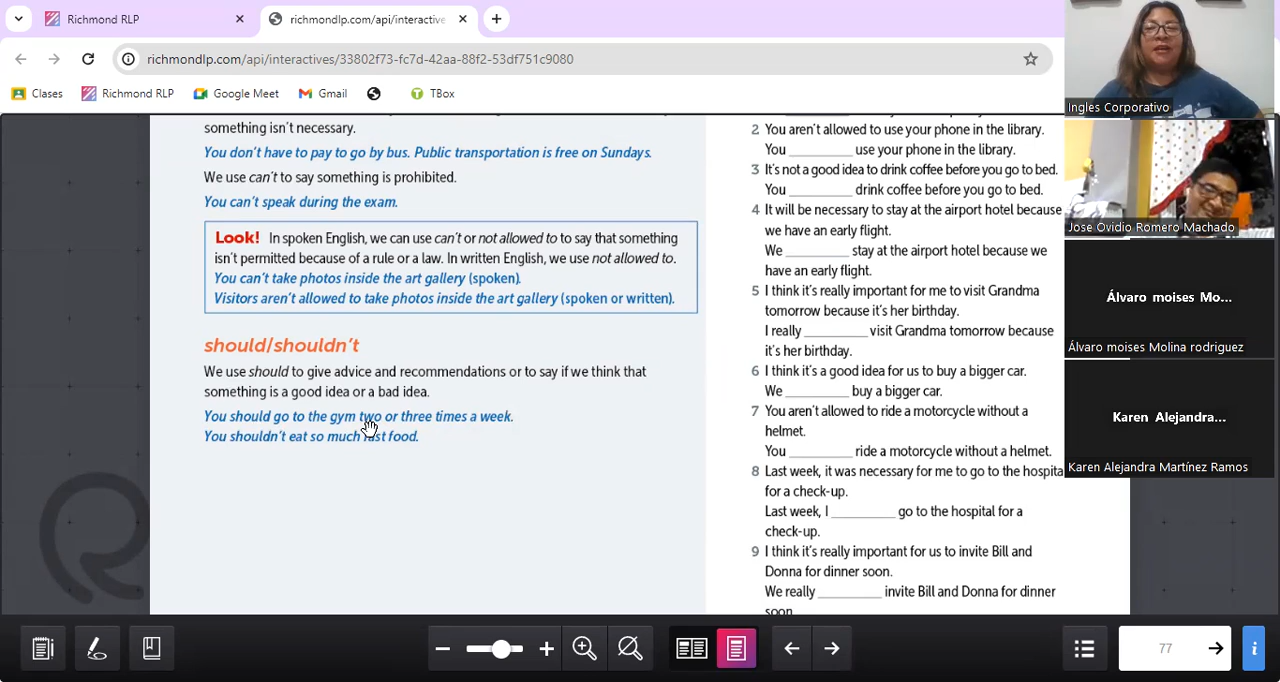 Richmond RLP
richmondlp.com/api/interactive
richmondlp.com/api/interactives/33802f73-fc7d-42aa-88f2-53df751c9080
Clases
Richmond RLP
Google Meet
Gmail
TBox
something isn't necessary.
You don't have to pay to go by bus. Public transportation is free on Sundays.
We use can't to say something is prohibited.
You can't speak during the exam.
Look! In spoken English, we can use can't or not allowed to to say that something
isn't permitted because of a rule or a law. In written English, we use not allowed to.
You can't take photos inside the art gallery (spoken).
Visitors aren't allowed to take photos inside the art gallery (spoken or written).
should/shouldn't
We use should to give advice and recommendations or to say if we think that
something is a good idea or a bad idea.
You should go to the gym two or three times a week.
You shouldn't eat so much fast food.
2 You aren't allowed to use your phone in the library.
You ________ use your phone in the library.
3 It's not a good idea to drink coffee before you go to bed.
You ________ drink coffee before you go to bed.
4 It will be necessary to stay at the airport hotel because
we have an early flight.
We ________ stay at the airport hotel because we
have an early flight.
5 I think it's really important for me to visit Grandma
tomorrow because it's her birthday.
I really ________ visit Grandma tomorrow because
it's her birthday.
6 I think it's a good idea for us to buy a bigger car.
We ________ buy a bigger car.
7 You aren't allowed to ride a motorcycle without a
helmet.
You ________ ride a motorcycle without a helmet.
8 Last week, it was necessary for me to go to the hospita
for a check-up.
Last week, I ________ go to the hospital for a
check-up.
9 I think it's really important for us to invite Bill and
Donna for dinner soon.
We really ________ invite Bill and Donna for dinner
soon.
Ingles Corporativo
Jose Ovidio Romero Machado
Álvaro moises Mo...
Álvaro moises Molina rodriguez
Karen Alejandra...
Karen Alejandra Martínez Ramos
77